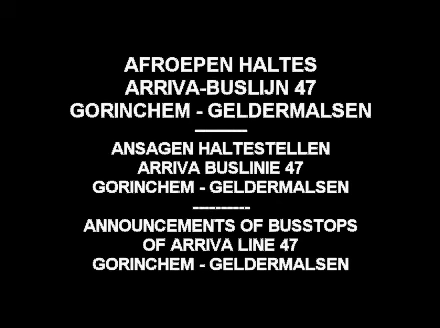 AFROEPEN HALTES
ARRIVA-BUSLIJN 47
GORINCHEM - GELDERMALSEN
----------
ANSAGEN HALTESTELLEN
ARRIVA BUSLINIE 47
GORINCHEM - GELDERMALSEN
----------
ANNOUNCEMENTS OF BUSSTOPS
OF ARRIVA LINE 47
GORINCHEM - GELDERMALSEN